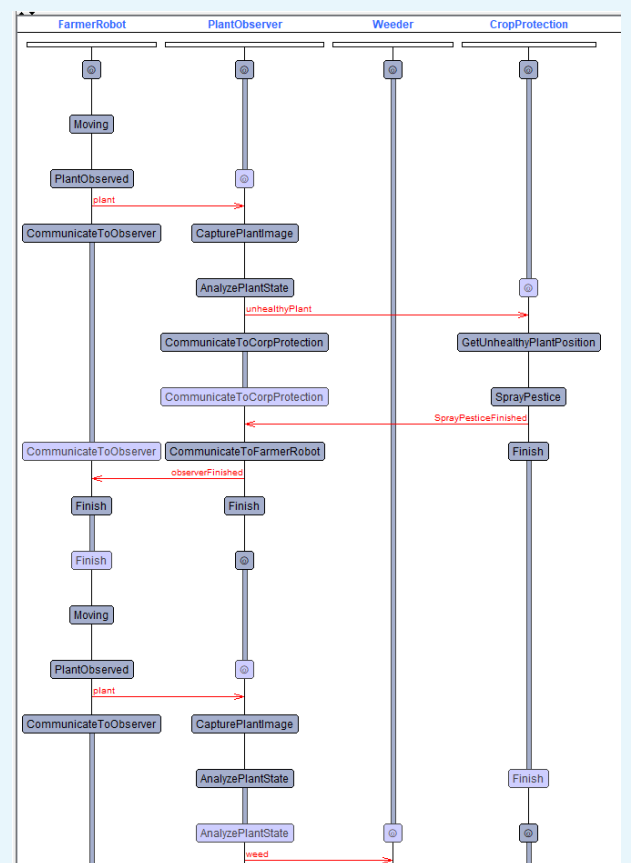 FarmerRobot PlantObserver Weeder CropProtection
Moving
PlantObserved
plant
CommunicateToObserver CapturePlantImage
AnalyzePlantState
unhealthyPlant
CommunicateToCorpProtection GetUnhealthyPlantPosition
CommunicateToCorpProtection SprayPestice
SprayPesticeFinished
CommunicateToObserver CommunicateToFarmerRobot Finish
observerFinished
Finish Finish
Finish
Moving
PlantObserved
plant
CommunicateToObserver CapturePlantImage
AnalyzePlantState Finish
AnalyzePlantState
weed